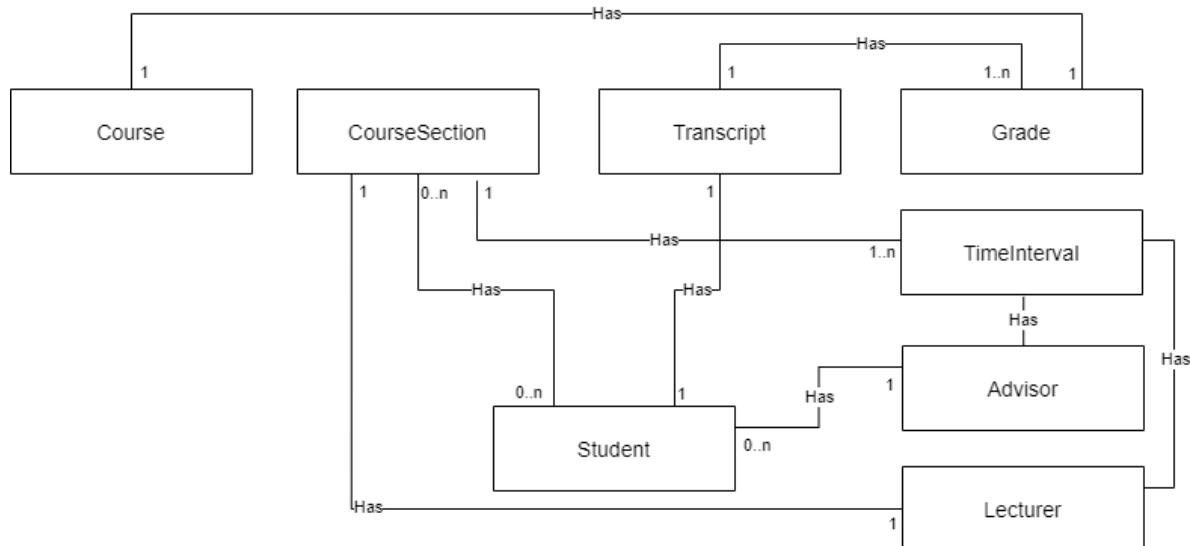 Has
Has
1
1
1..n
1
Course
CourseSection
Transcript
Grade
1
0..n
1
1
Has
1..n
TimeInterval
Has
Has
Has
Has
0..n
1
Has
1
Advisor
Student
0..n
Has
1
Lecturer